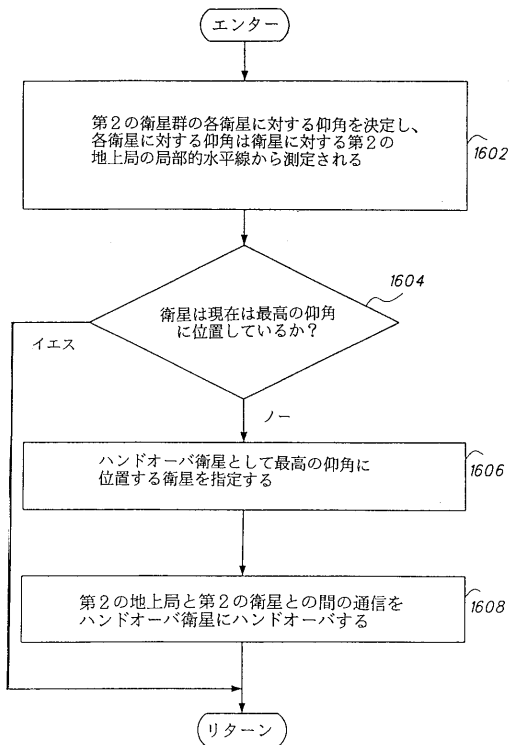 エンター
第2の衛星群の各衛星に対する仰角を決定し、
各衛星に対する仰角は衛星に対する第2の
地上局の局部的水平線から測定される
1602
1604
衛星は現在は最高の仰角
に位置しているか？
イエス
ノー
ハンドオーバ衛星として最高の仰角に
位置する衛星を指定する
1606
第2の地上局と第2の衛星との間の通信を
ハンドオーバ衛星にハンドオーバする
1608
リターン